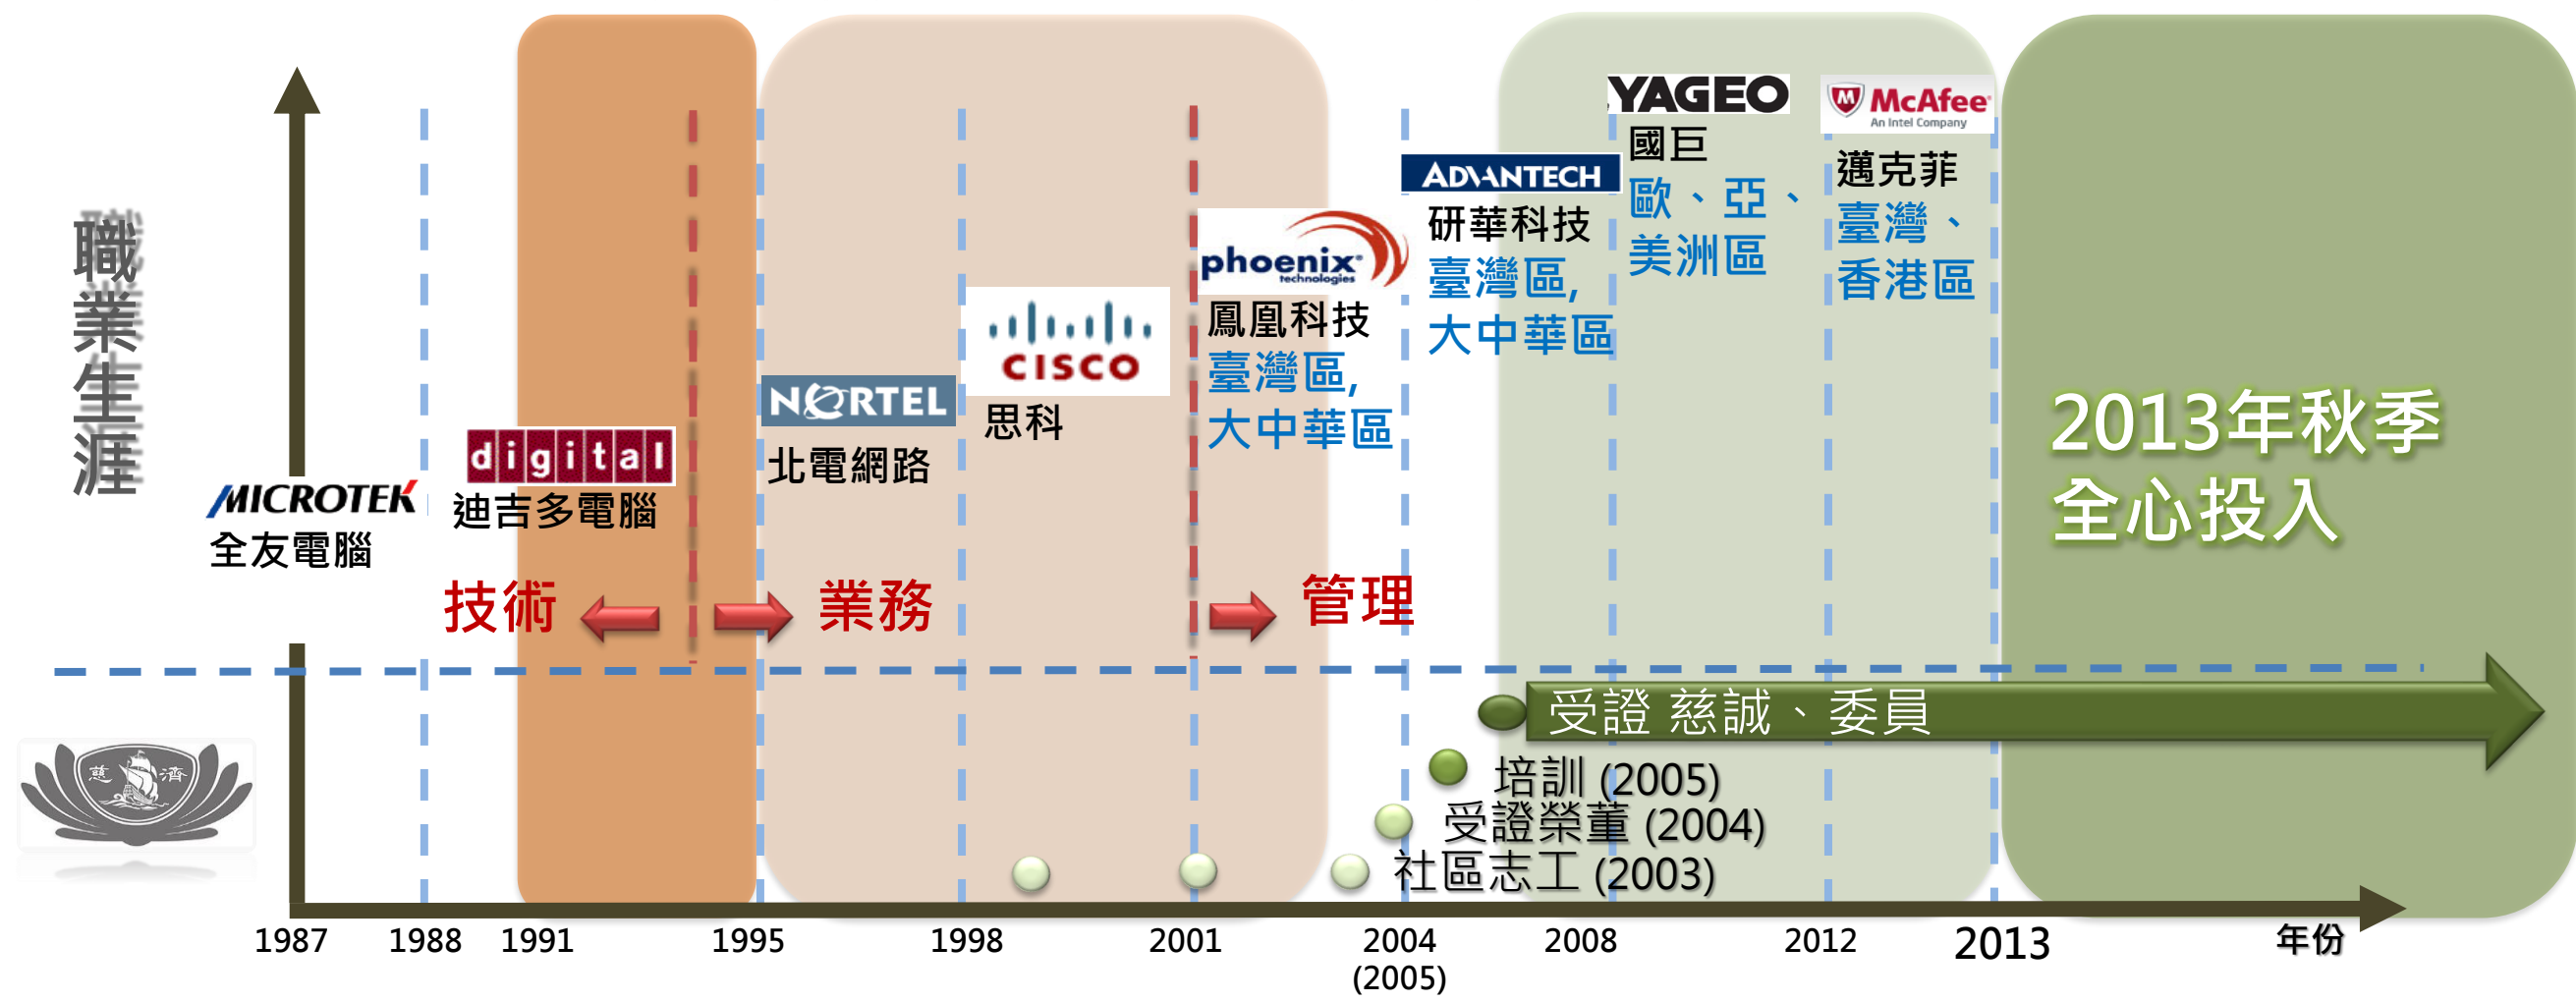 職業生涯
MICROTEK
全友電腦
digital
迪吉多電腦
NORTEL
北電網路
CISCO
思科
phoenix
technologies
鳳凰科技
臺灣區,
大中華區
ADVANTECH
研華科技
臺灣區,
大中華區
YAGEO
國巨
歐、亞、
美洲區
McAfee
An Intel Company
邁克菲
臺灣、
香港區
2013年秋季
全心投入
技術
業務
管理
受證 慈誠、委員
培訓 (2005)
受證榮董 (2004)
社區志工 (2003)
慈濟
1987
1988
1991
1995
1998
2001
2004
(2005)
2008
2012
2013
年份